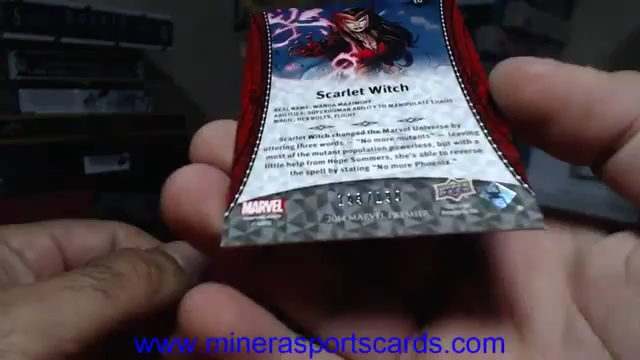 Scarlet Witch
REAL NAME: WANDA MAXIMOFF
ABILITIES: SUPERHUMAN ABILITY TO MANIPULATE CHAOS
MAGIC, HEX BOLTS, FLIGHT
Scarlet Witch changed the Marvel Universe by
uttering three words — "No more mutants" — leaving
most of the mutant population powerless, but with a
little help from Hope Summers, she's able to reverse
the spell by stating "No more Phoenix."
MARVEL
2014 MARVEL PREMIER
www.minerasportscards.com